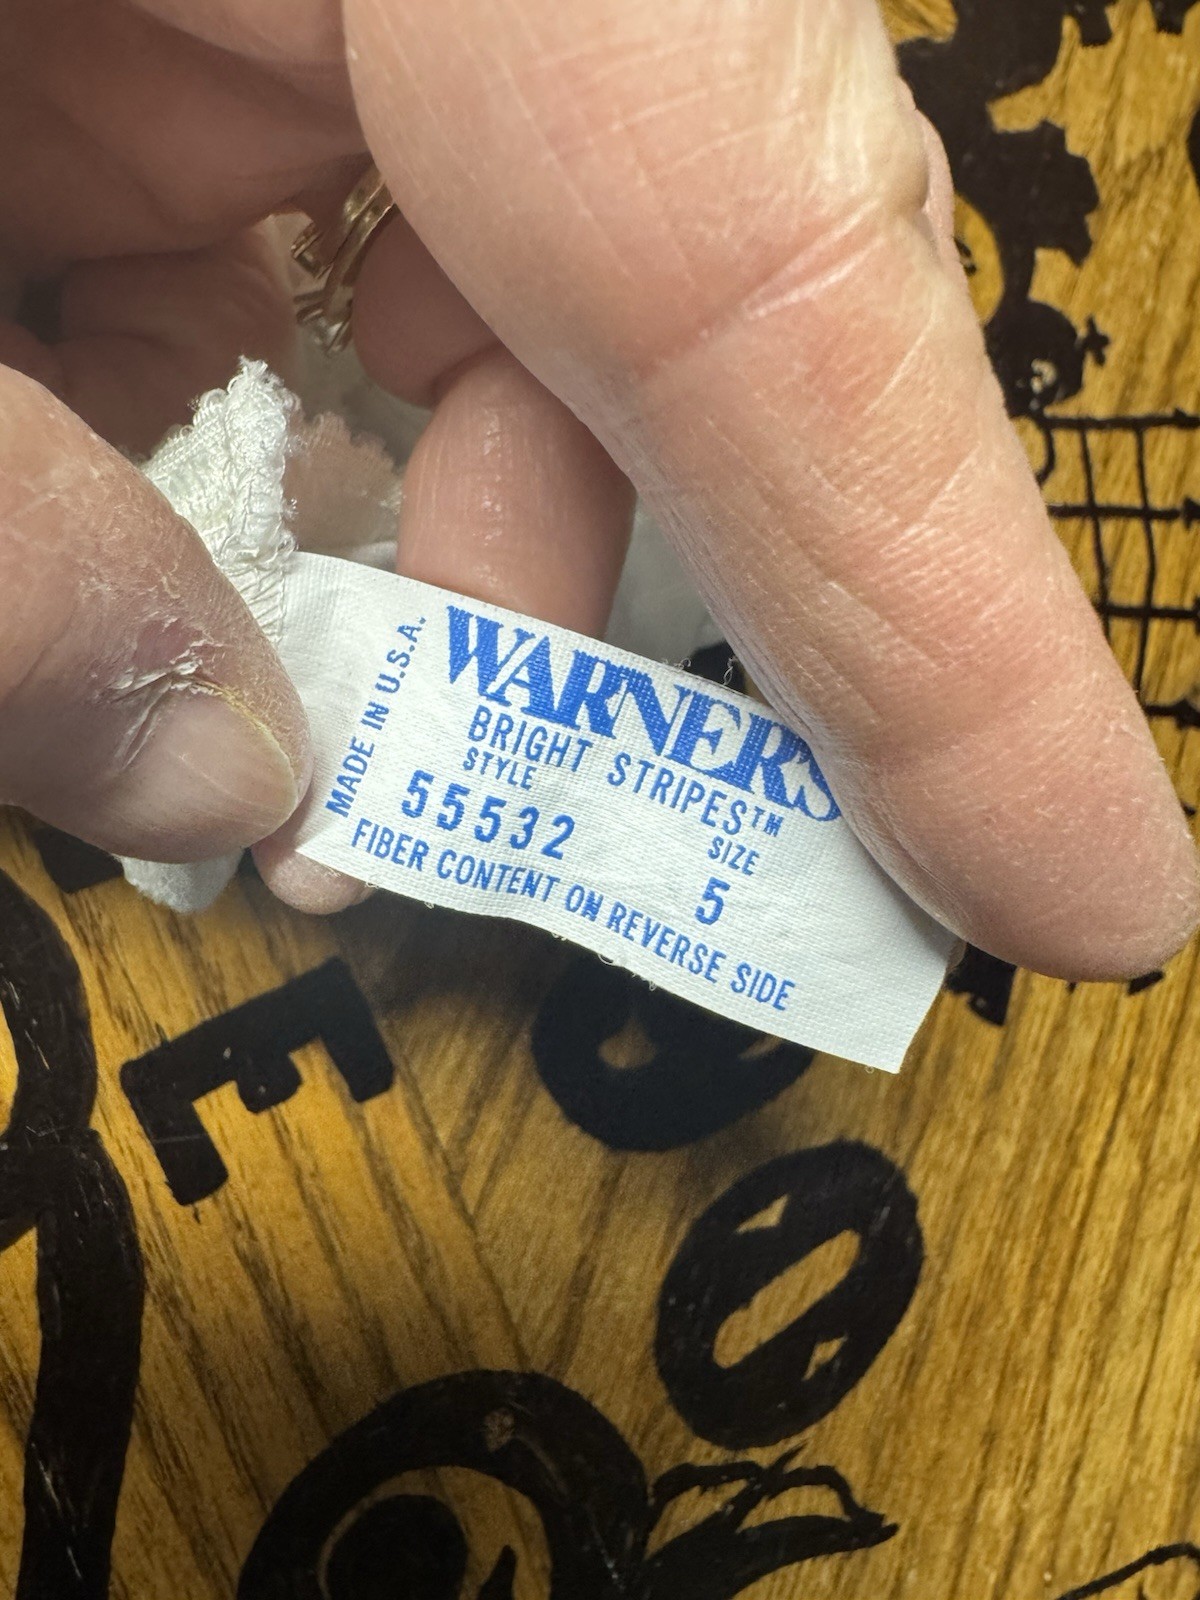 WARNER'S
BRIGHT STRIPES™
STYLE
55532
SIZE
5
FIBER CONTENT ON REVERSE SIDE
MADE IN U.S.A.